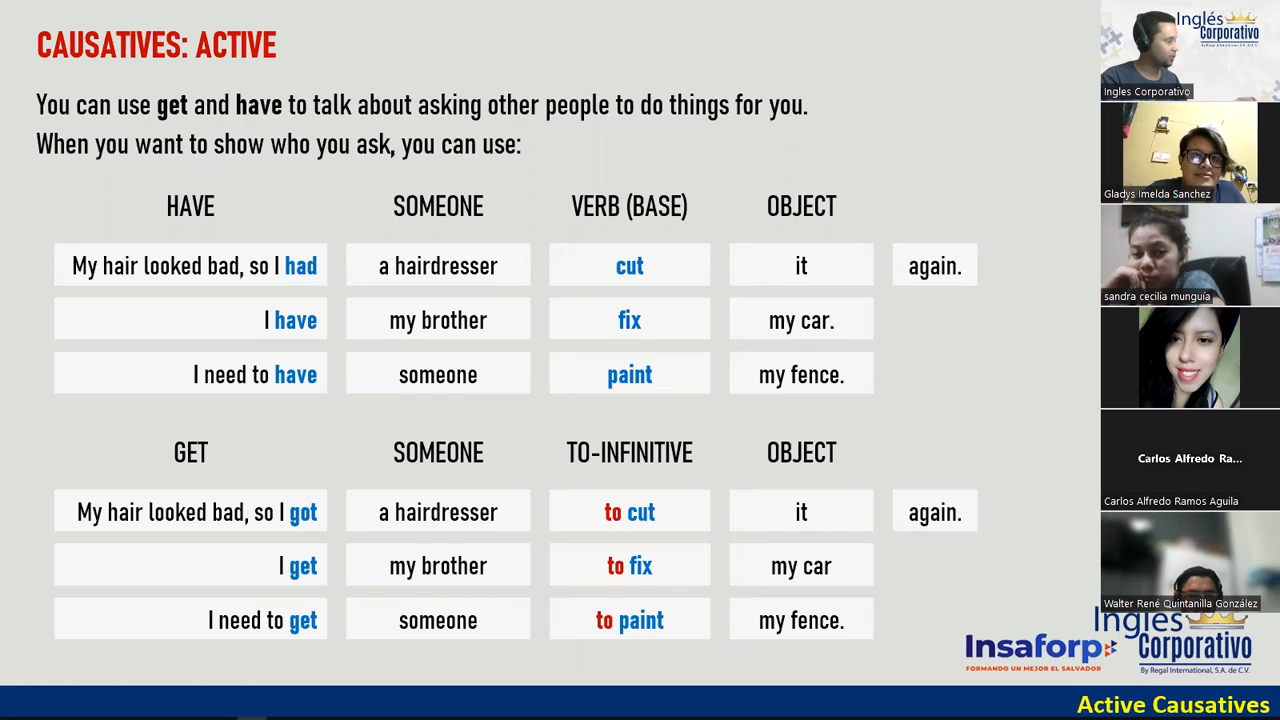 CAUSATIVES: ACTIVE
You can use get and have to talk about asking other people to do things for you.
When you want to show who you ask, you can use:
HAVE SOMEONE VERB (BASE) OBJECT
My hair looked bad, so I had a hairdresser cut it again.
I have my brother fix my car.
I need to have someone paint my fence.
GET SOMEONE TO-INFINITIVE OBJECT
My hair looked bad, so I got a hairdresser to cut it again.
I get my brother to fix my car
I need to get someone to paint my fence.
Inglés
Corporativo
By Regal International, S.A. de C.V.
Ingles Corporativo
Gladys Imelda Sanchez
sandra cecilia munguía
Carlos Alfredo Ra...
Carlos Alfredo Ramos Aguila
Walter René Quintanilla González
Insaforp
FORMANDO UN MEJOR EL SALVADOR
Inglés
Corporativo
By Regal International, S.A. de C.V.
Active Causatives